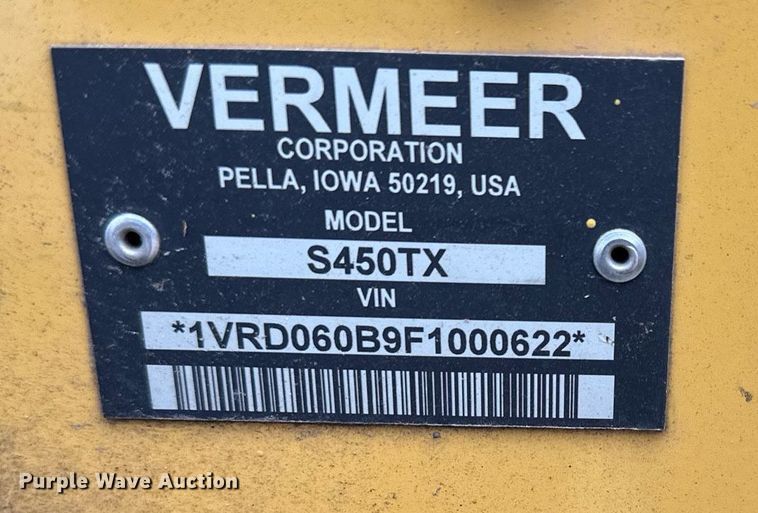 VERMEER
CORPORATION
PELLA, IOWA 50219, USA
MODEL
S450TX
VIN
*1VRD060B9F1000622*
Purple Wave Auction